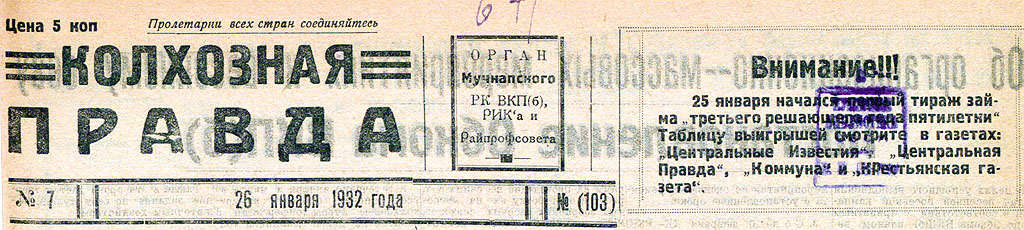 Цена 5 коп
Пролетарии всех стран соединяйтесь
КОЛХОЗНАЯ
ПРАВДА
ОРГАН
Мучкапского
РК ВКП(б),
РИК'а и
Райпрофсовета
Внимание!!!
25 января начался первый тираж зай-
ма „третьего решающего года пятилетки"
Таблицу выигрышей смотрите в газетах:
„Центральные Известия", „Центральная
Правда", „Коммуна" и „Крестьянская га-
зета".
№ 7
26 января 1932 года
№ (103)